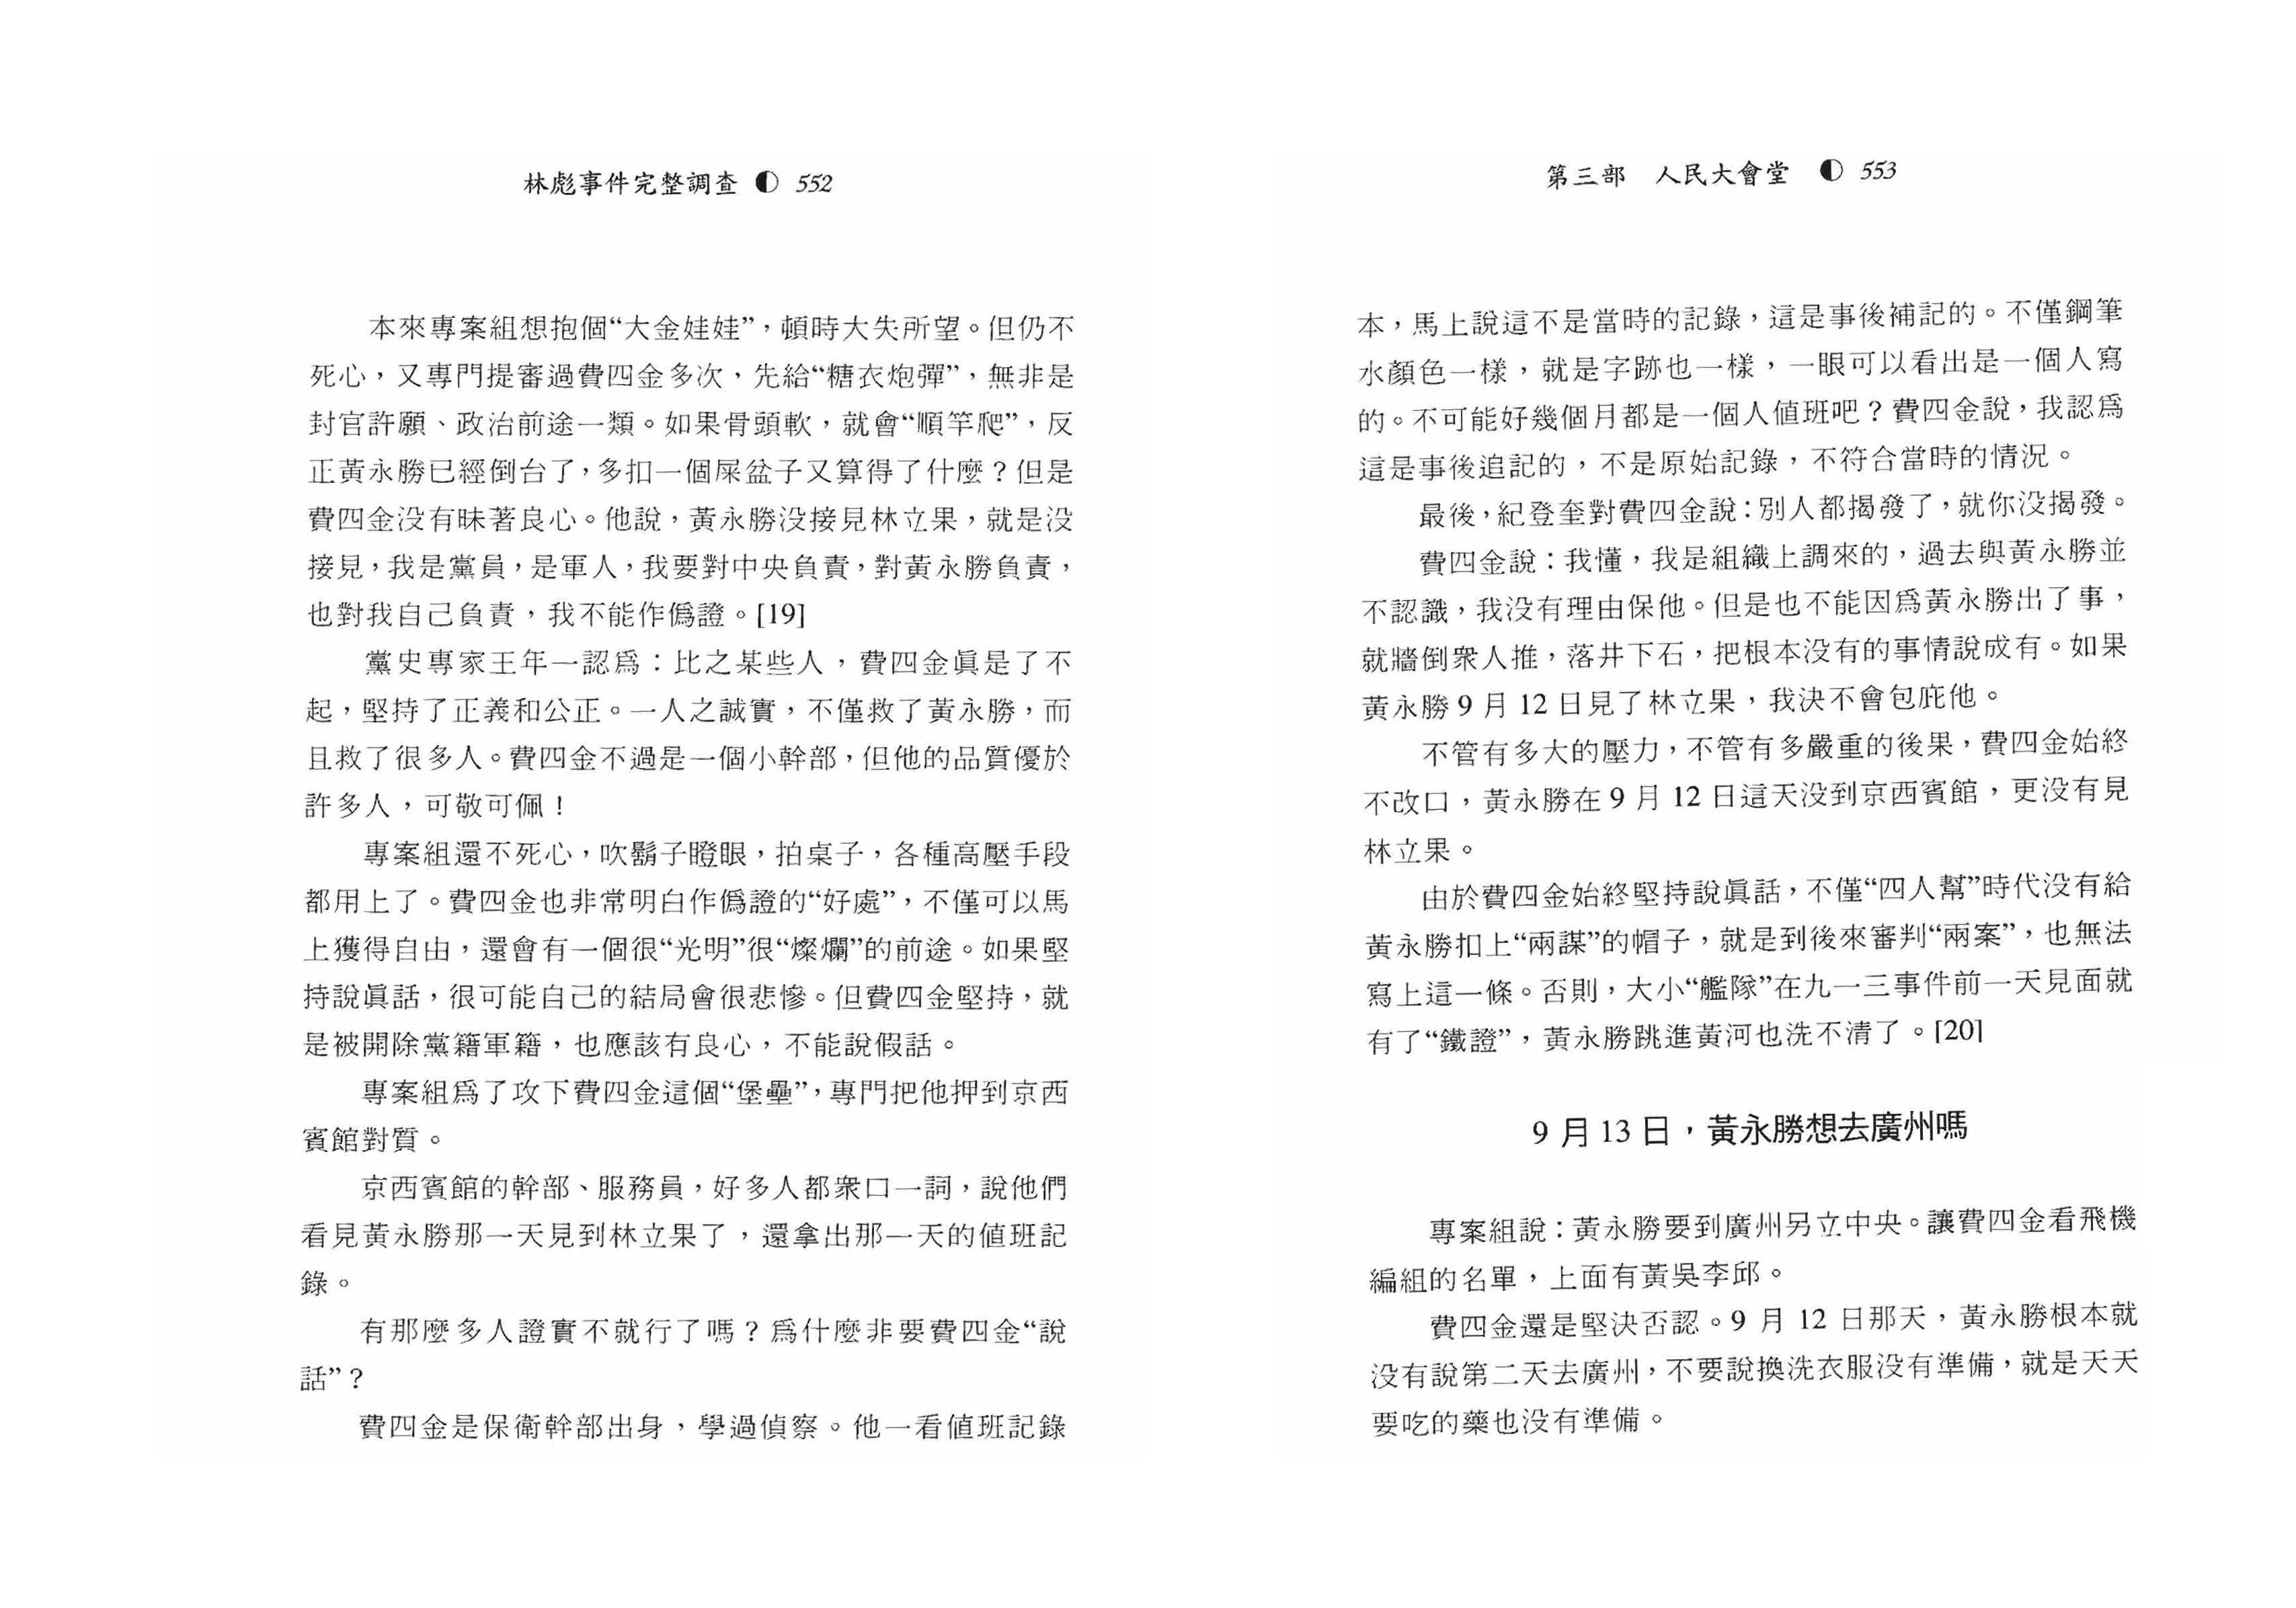 林彪事件完整調查 ◐ 552
本來專案組想抱個“大金娃娃”，頓時大失所望。但仍不
死心，又專門提審過費四金多次，先給“糖衣炮彈”，無非是
封官許願、政治前途一類。如果骨頭軟，就會“順竿爬”，反
正黃永勝已經倒台了，多扣一個屎盆子又算得了什麼？但是
費四金没有昧著良心。他說，黃永勝没接見林立果，就是没
接見，我是黨員，是軍人，我要對中央負責，對黃永勝負責，
也對我自己負責，我不能作僞證。[19]
黨史專家王年一認爲：比之某些人，費四金眞是了不
起，堅持了正義和公正。一人之誠實，不僅救了黃永勝，而
且救了很多人。費四金不過是一個小幹部，但他的品質優於
許多人，可敬可佩！
專案組還不死心，吹鬍子瞪眼，拍桌子，各種高壓手段
都用上了。費四金也非常明白作僞證的“好處”，不僅可以馬
上獲得自由，還會有一個很“光明”很“燦爛”的前途。如果堅
持說眞話，很可能自己的結局會很悲慘。但費四金堅持，就
是被開除黨籍軍籍，也應該有良心，不能說假話。
專案組爲了攻下費四金這個“堡壘”，專門把他押到京西
賓館對質。
京西賓館的幹部、服務員，好多人都衆口一詞，說他們
看見黃永勝那一天見到林立果了，還拿出那一天的値班記
錄。
有那麼多人證實不就行了嗎？爲什麼非要費四金“說
話”？
費四金是保衛幹部出身，學過偵察。他一看値班記錄
第三部　人民大會堂　◐ 553
本，馬上說這不是當時的記錄，這是事後補記的。不僅鋼筆
水顏色一樣，就是字跡也一樣，一眼可以看出是一個人寫
的。不可能好幾個月都是一個人値班吧？費四金說，我認爲
這是事後追記的，不是原始記錄，不符合當時的情況。
最後，紀登奎對費四金說：別人都揭發了，就你没揭發。
費四金說：我懂，我是組織上調來的，過去與黃永勝並
不認識，我没有理由保他。但是也不能因爲黃永勝出了事，
就牆倒衆人推，落井下石，把根本没有的事情說成有。如果
黃永勝 9 月 12 日見了林立果，我決不會包庇他。
不管有多大的壓力，不管有多嚴重的後果，費四金始終
不改口，黃永勝在 9 月 12 日這天没到京西賓館，更没有見
林立果。
由於費四金始終堅持說眞話，不僅“四人幫”時代没有給
黃永勝扣上“兩謀”的帽子，就是到後來審判“兩案”，也無法
寫上這一條。否則，大小“艦隊”在九一三事件前一天見面就
有了“鐵證”，黃永勝跳進黃河也洗不清了。[20]
9 月 13 日，黃永勝想去廣州嗎
專案組說：黃永勝要到廣州另立中央。讓費四金看飛機
編組的名單，上面有黃吳李邱。
費四金還是堅決否認。9 月 12 日那天，黃永勝根本就
没有說第二天去廣州，不要說換洗衣服没有準備，就是天天
要吃的藥也没有準備。